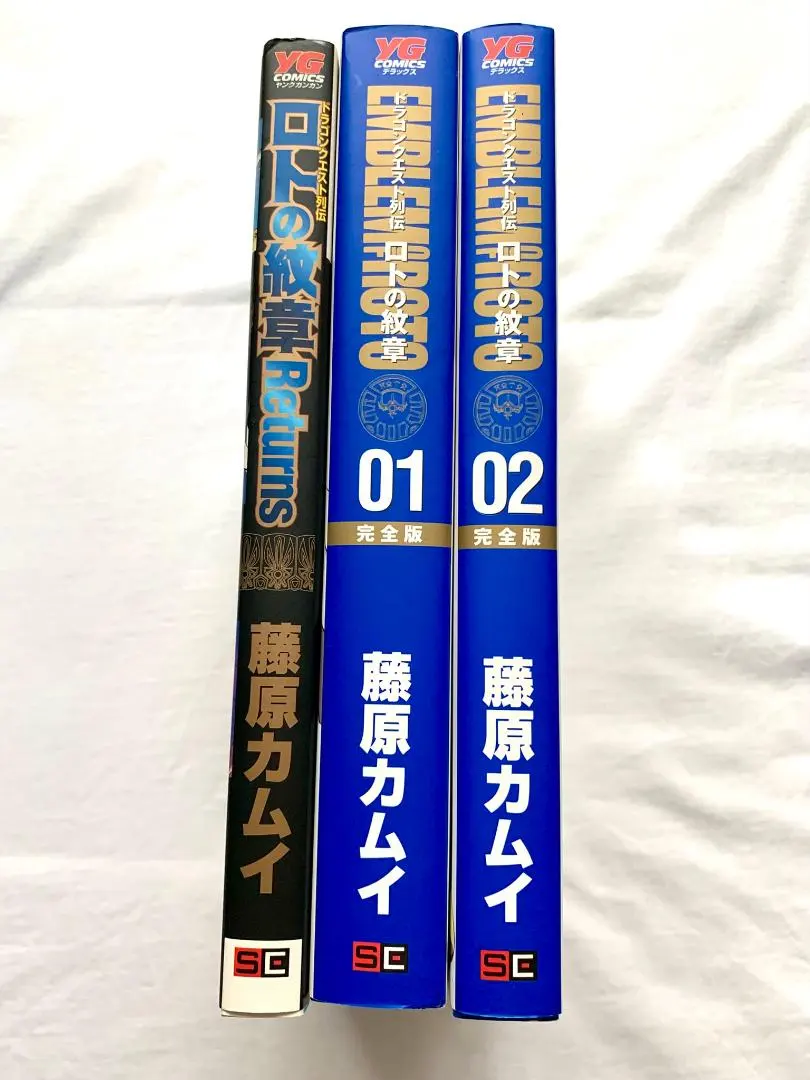 YG
COMICS
ヤングガンガン
ドラゴンクエスト列伝
ロトの紋章
Returns
藤原カムイ
SE
YG
COMICS
デラックス
EMBLEM OF ROTO
ドラゴンクエスト列伝
ロトの紋章
01
完全版
藤原カムイ
SE
YG
COMICS
デラックス
EMBLEM OF ROTO
ドラゴンクエスト列伝
ロトの紋章
02
完全版
藤原カムイ
SE